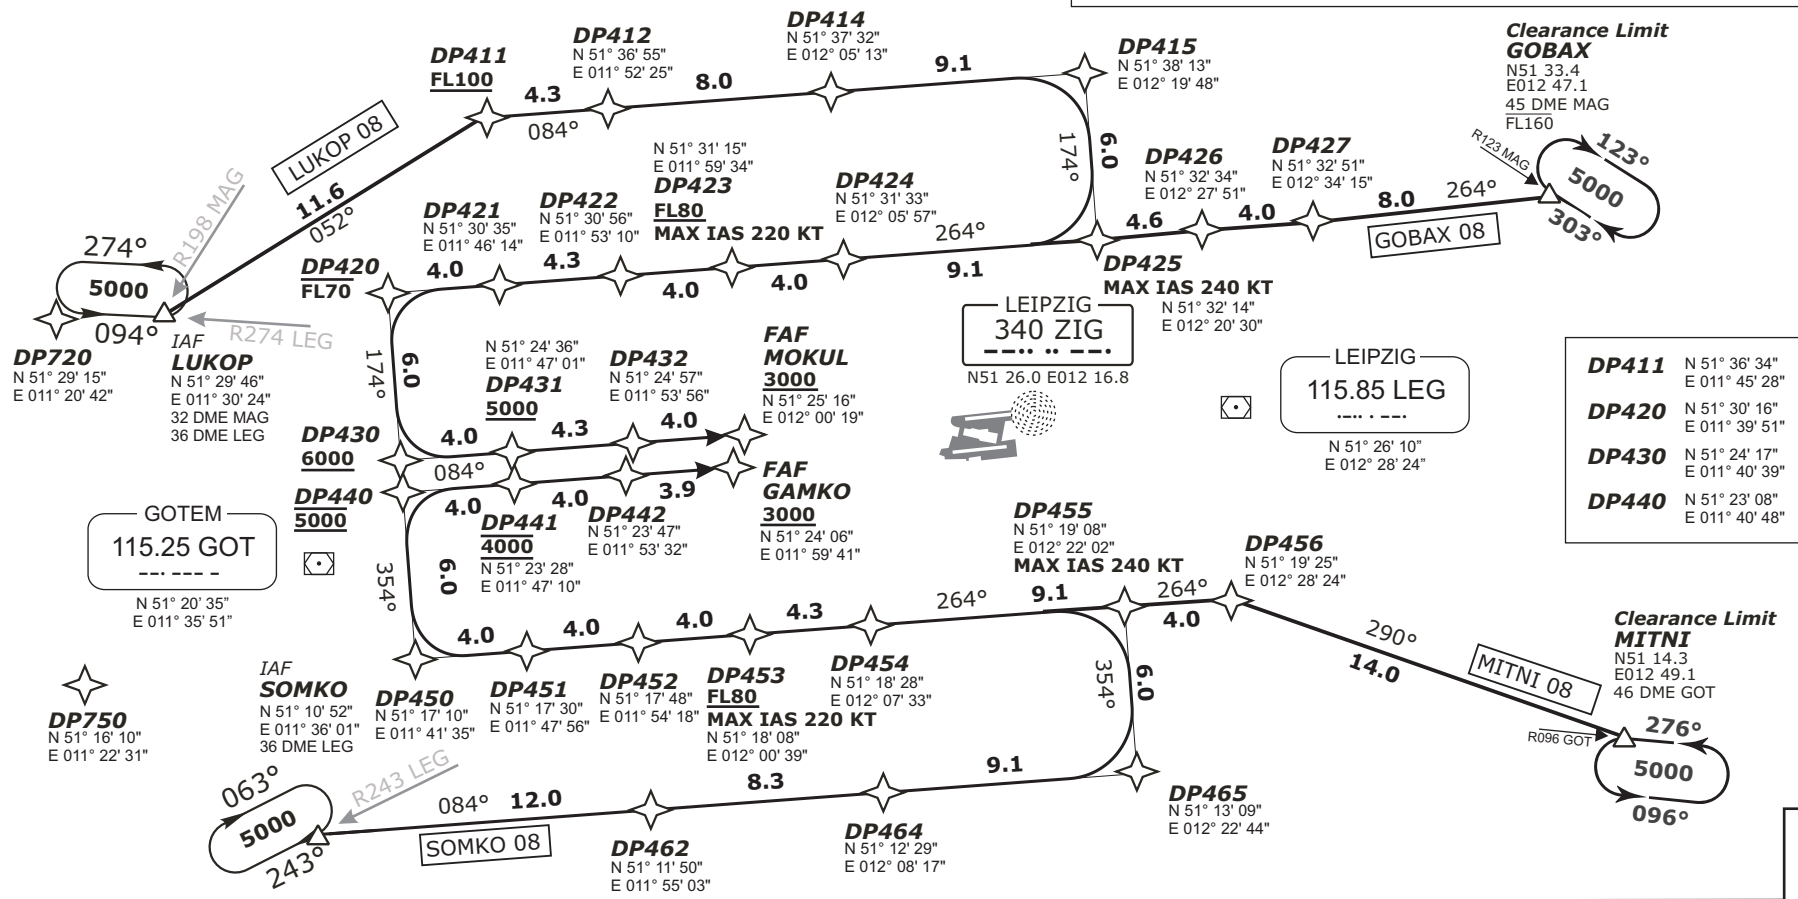 DP414
N 51° 37' 32"
E 012° 05' 13"
DP412
N 51° 36' 55"
E 011° 52' 25"
DP411
FL100
4.3
084°
8.0
9.1
DP415
N 51° 38' 13"
E 012° 19' 48"
Clearance Limit
GOBAX
N51 33.4
E012 47.1
45 DME MAG
FL160
R123 MAG
123°
5000
303°
LUKOP 08
11.6
052°
R198 MAG
174°
6.0
N 51° 31' 15"
E 011° 59' 34"
DP423
FL80
MAX IAS 220 KT
DP422
N 51° 30' 56"
E 011° 53' 10"
DP421
N 51° 30' 35"
E 011° 46' 14"
DP424
N 51° 31' 33"
E 012° 05' 57"
DP426
N 51° 32' 34"
E 012° 27' 51"
DP427
N 51° 32' 51"
E 012° 34' 15"
8.0
264°
4.6
4.0
GOBAX 08
274°
5000
094°
DP720
N 51° 29' 15"
E 011° 20' 42"
R274 LEG
IAF
LUKOP
N 51° 29' 46"
E 011° 30' 24"
32 DME MAG
36 DME LEG
DP420
FL70
4.0
4.3
4.0
4.0
264°
9.1
DP425
MAX IAS 240 KT
N 51° 32' 14"
E 012° 20' 30"
LEIPZIG
340 ZIG
N51 26.0 E012 16.8
LEIPZIG
115.85 LEG
N 51° 26' 10"
E 012° 28' 24"
DP411
N 51° 36' 34"
E 011° 45' 28"
DP420
N 51° 30' 16"
E 011° 39' 51"
DP430
N 51° 24' 17"
E 011° 40' 39"
DP440
N 51° 23' 08"
E 011° 40' 48"
174°
6.0
N 51° 24' 36"
E 011° 47' 01"
DP431
5000
DP432
N 51° 24' 57"
E 011° 53' 56"
FAF
MOKUL
3000
N 51° 25' 16"
E 012° 00' 19"
DP430
6000
4.0
4.3
4.0
084°
DP440
5000
4.0
4.0
3.9
FAF
GAMKO
3000
N 51° 24' 06"
E 011° 59' 41"
DP441
4000
N 51° 23' 28"
E 011° 47' 10"
DP442
N 51° 23' 47"
E 011° 53' 32"
GOTEM
115.25 GOT
N 51° 20' 35”
E 011° 35' 51”
354°
6.0
DP455
N 51° 19' 08"
E 012° 22' 02"
MAX IAS 240 KT
DP456
N 51° 19' 25"
E 012° 28' 24"
4.0
4.0
4.0
4.3
264°
9.1
264°
4.0
290°
14.0
MITNI 08
Clearance Limit
MITNI
N51 14.3
E012 49.1
46 DME GOT
R096 GOT
276°
5000
096°
DP750
N 51° 16' 10"
E 011° 22' 31"
IAF
SOMKO
N 51° 10' 52"
E 011° 36' 01"
36 DME LEG
DP450
N 51° 17' 10"
E 011° 41' 35"
DP451
N 51° 17' 30"
E 011° 47' 56"
DP452
N 51° 17' 48"
E 011° 54' 18"
DP453
FL80
MAX IAS 220 KT
N 51° 18' 08"
E 012° 00' 39"
DP454
N 51° 18' 28"
E 012° 07' 33"
354°
6.0
063°
5000
243°
R243 LEG
084°
12.0
8.3
9.1
SOMKO 08
DP462
N 51° 11' 50"
E 011° 55' 03"
DP464
N 51° 12' 29"
E 012° 08' 17"
DP465
N 51° 13' 09"
E 012° 22' 44"